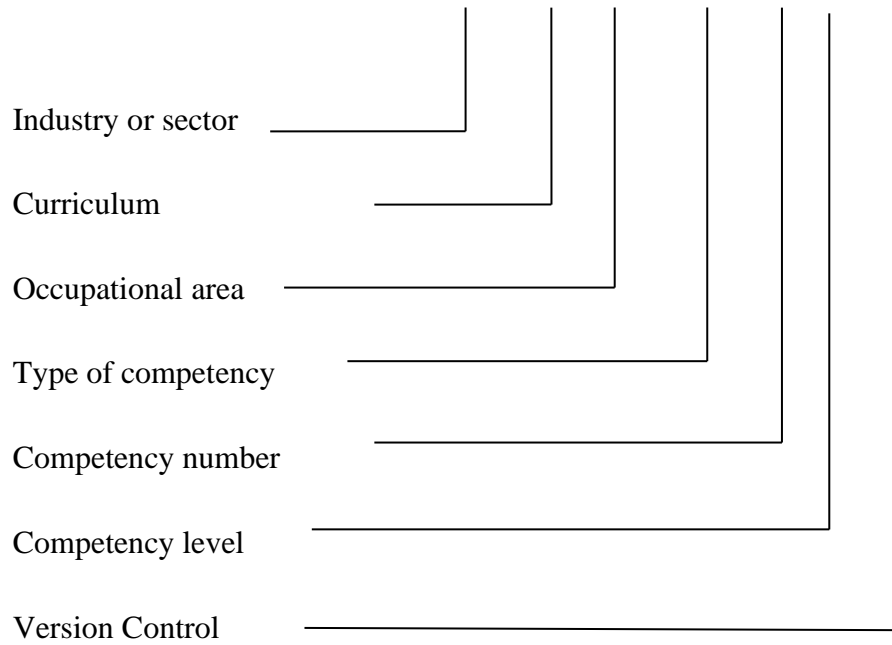 Industry or sector
Curriculum
Occupational area
Type of competency
Competency number
Competency level
Version Control